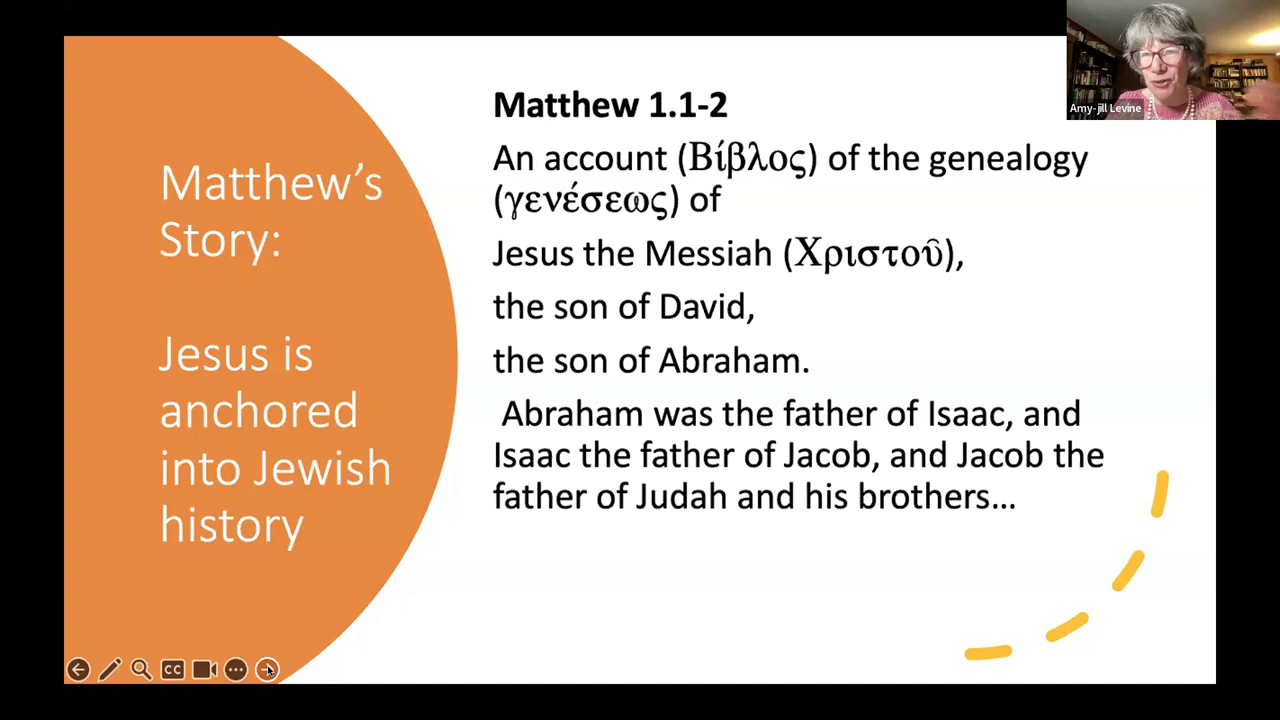 Matthew's
Story:
Jesus is
anchored
into Jewish
history
Matthew 1.1-2
An account (Βίβλος) of the genealogy
(γενέσεως) of
Jesus the Messiah (Χριστοῦ),
the son of David,
the son of Abraham.
Abraham was the father of Isaac, and
Isaac the father of Jacob, and Jacob the
father of Judah and his brothers…
Amy-jill Levine
CC